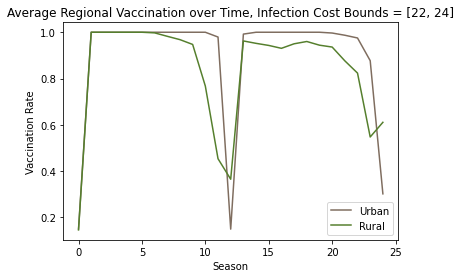 Average Regional Vaccination over Time, Infection Cost Bounds = [22, 24]
1.0
0.8
0.6
0.4
0.2
Vaccination Rate
Urban
Rural
0 5 10 15 20 25
Season